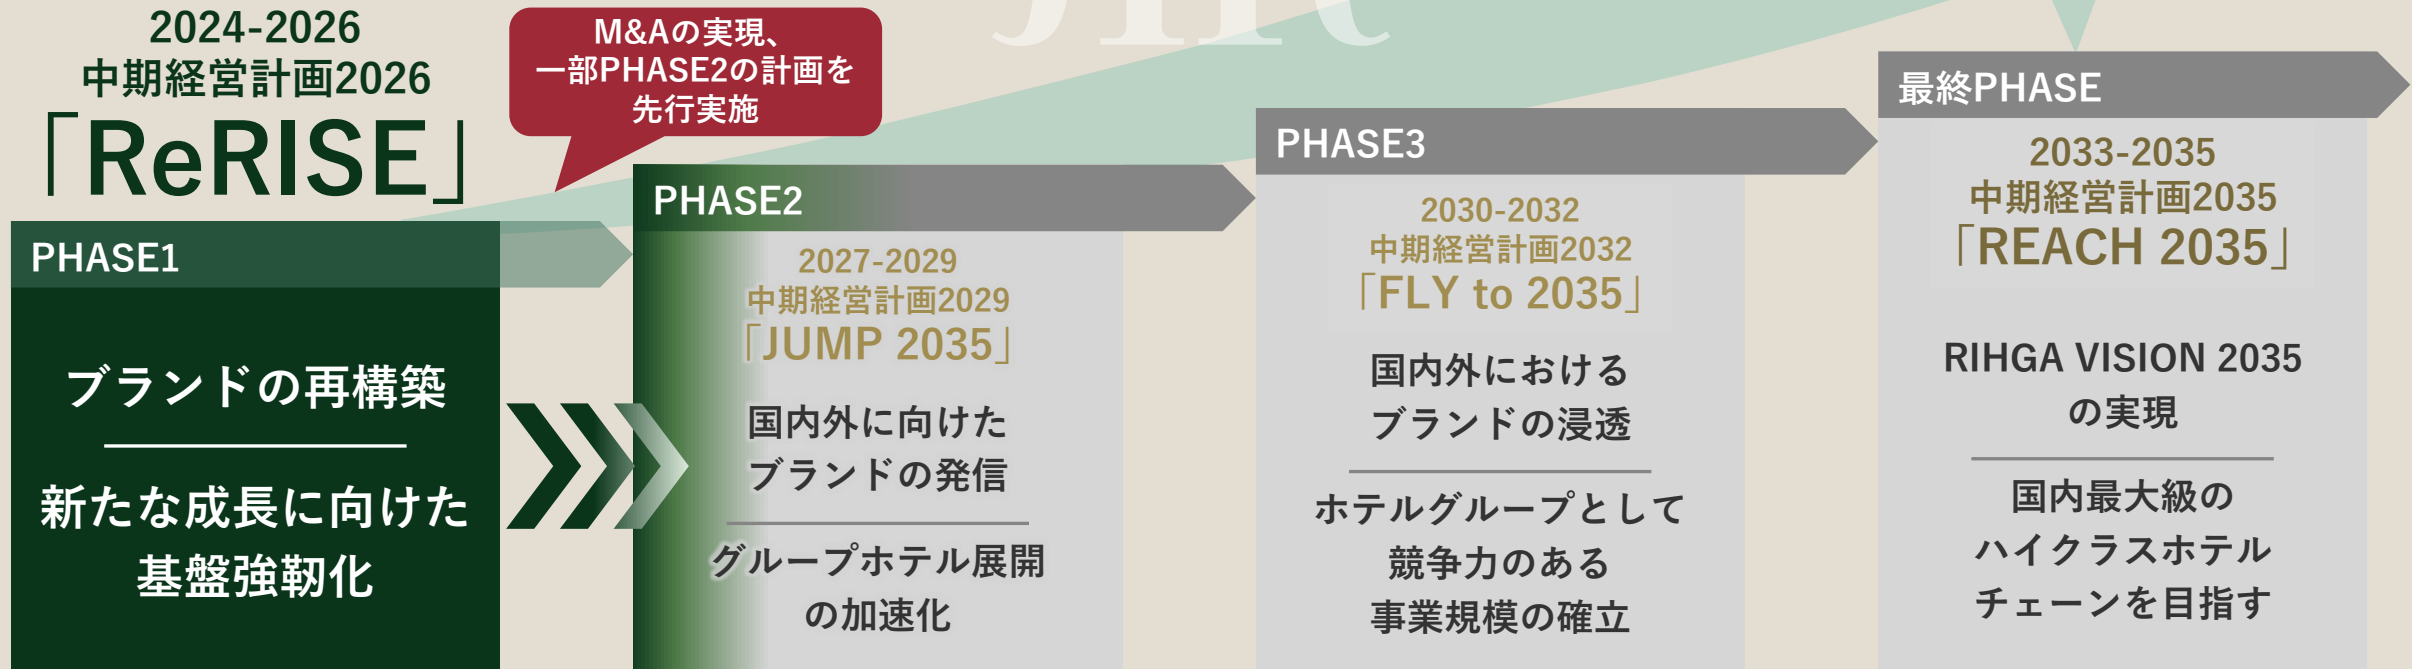 2024-2026
中期経営計画2026
「ReRISE」
PHASE1
ブランドの再構築
新たな成長に向けた
基盤強靭化
M&Aの実現、
一部PHASE2の計画を
先行実施
PHASE2
2027-2029
中期経営計画2029
「JUMP 2035」
国内外に向けた
ブランドの発信
グループホテル展開
の加速化
PHASE3
2030-2032
中期経営計画2032
「FLY to 2035」
国内外における
ブランドの浸透
ホテルグループとして
競争力のある
事業規模の確立
最終PHASE
2033-2035
中期経営計画2035
「REACH 2035」
RIHGA VISION 2035
の実現
国内最大級の
ハイクラスホテル
チェーンを目指す